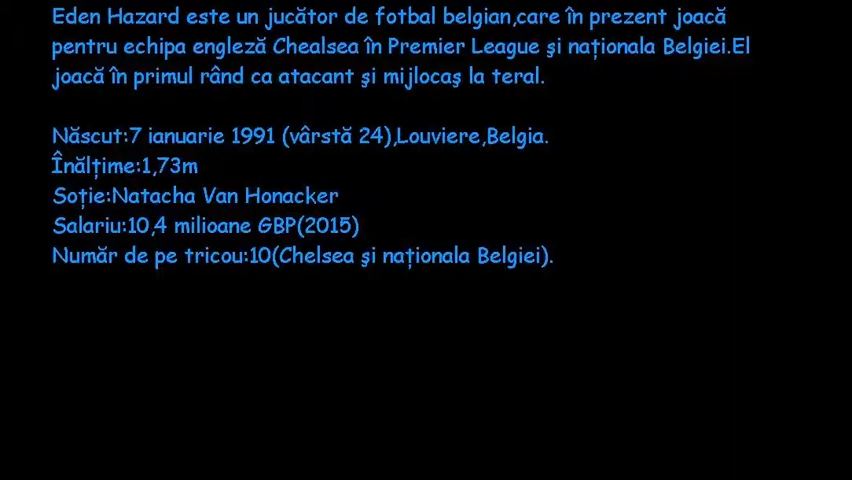 Eden Hazard este un jucător de fotbal belgian,care în prezent joacă
pentru echipa engleză Chealsea în Premier League şi naționala Belgiei.El
joacă în primul rând ca atacant şi mijlocaş la teral.
Născut:7 ianuarie 1991 (vârstă 24),Louviere,Belgia.
Înălțime:1,73m
Soție:Natacha Van Honacker
Salariu:10,4 milioane GBP(2015)
Număr de pe tricou:10(Chelsea şi naționala Belgiei).